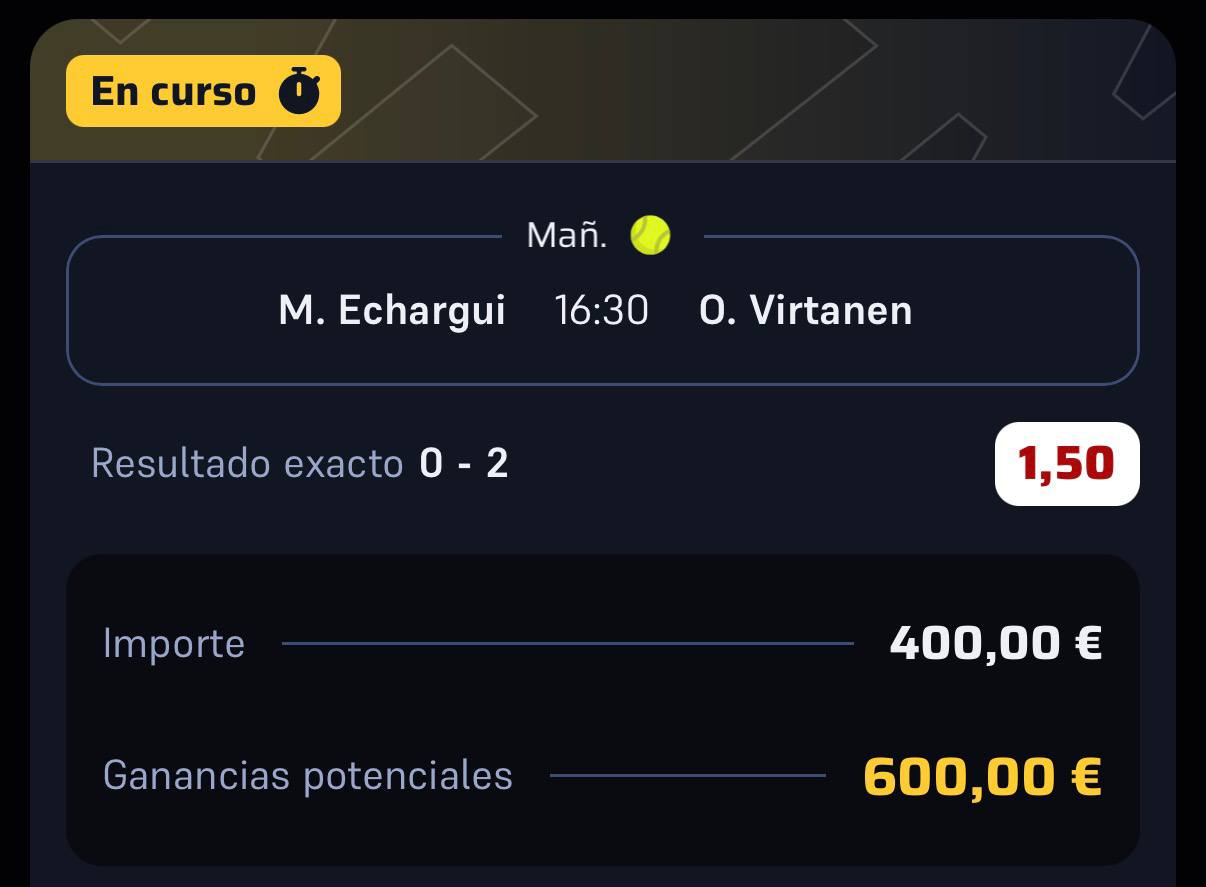 En curso
Mañ.
M. Echargui 16:30 O. Virtanen
Resultado exacto 0 - 2 1,50
Importe 400,00 €
Ganancias potenciales 600,00 €